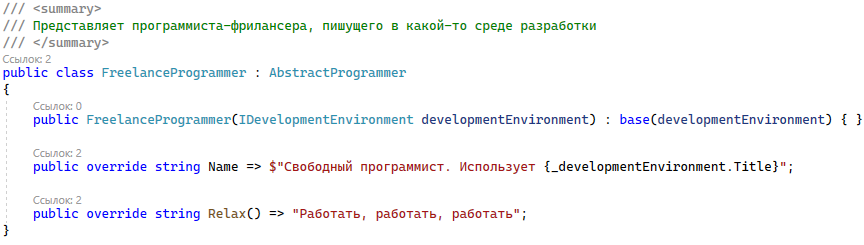 /// <summary>
/// Представляет программиста-фрилансера, пишущего в какой-то среде разработки
/// </summary>
Ссылок: 2
public class FreelanceProgrammer : AbstractProgrammer
{
Ссылок: 0
public FreelanceProgrammer(IDevelopmentEnvironment developmentEnvironment) : base(developmentEnvironment) { }
Ссылок: 2
public override string Name => $"Свободный программист. Использует {_developmentEnvironment.Title}";
Ссылок: 2
public override string Relax() => "Работать, работать, работать";
}